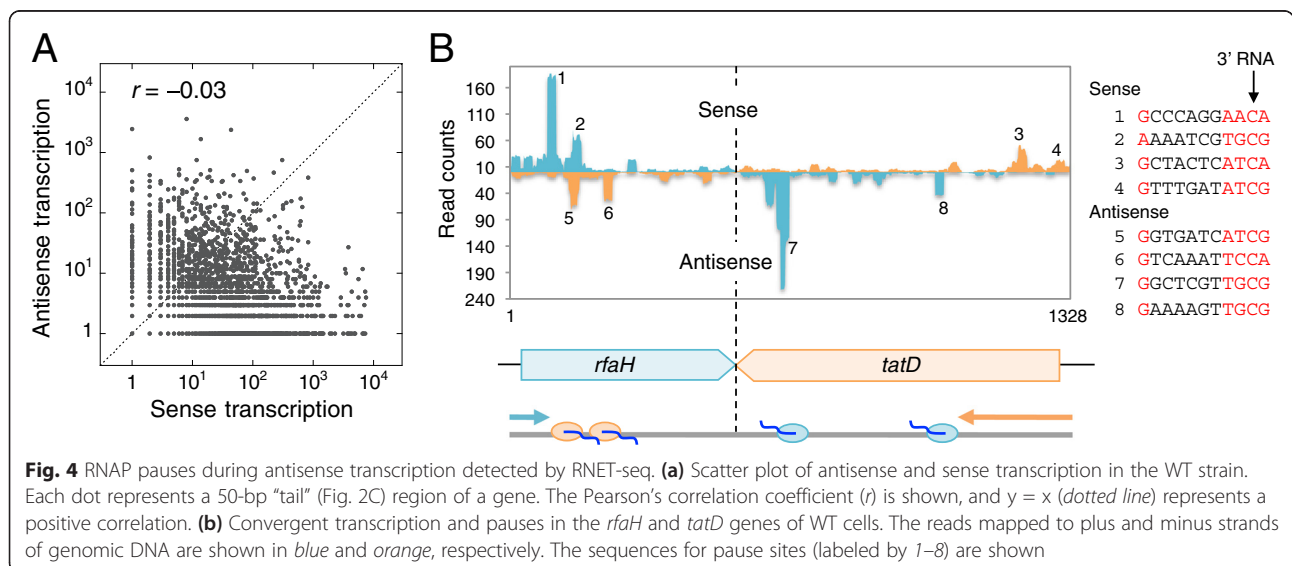 A
r = −0.03
10⁴
10³
10²
10¹
1
Antisense transcription
1 10¹ 10² 10³ 10⁴
Sense transcription
B
160
110
60
10
40
90
140
190
240
Read counts
1
2
3
4
5
6
7
8
Sense
Antisense
1 1328
rfaH
tatD
3' RNA
Sense
1 GCCCAGGAACA
2 AAAATCGTGCG
3 GCTACTCATCA
4 GTTTGATATCG
Antisense
5 GGTGATCATCG
6 GTCAAATTCCA
7 GGCTCGTTGCG
8 GAAAAGTTGCG
Fig. 4 RNAP pauses during antisense transcription detected by RNET-seq. (a) Scatter plot of antisense and sense transcription in the WT strain.
Each dot represents a 50-bp “tail” (Fig. 2C) region of a gene. The Pearson’s correlation coefficient (r) is shown, and y = x (dotted line) represents a
positive correlation. (b) Convergent transcription and pauses in the rfaH and tatD genes of WT cells. The reads mapped to plus and minus strands
of genomic DNA are shown in blue and orange, respectively. The sequences for pause sites (labeled by 1–8) are shown